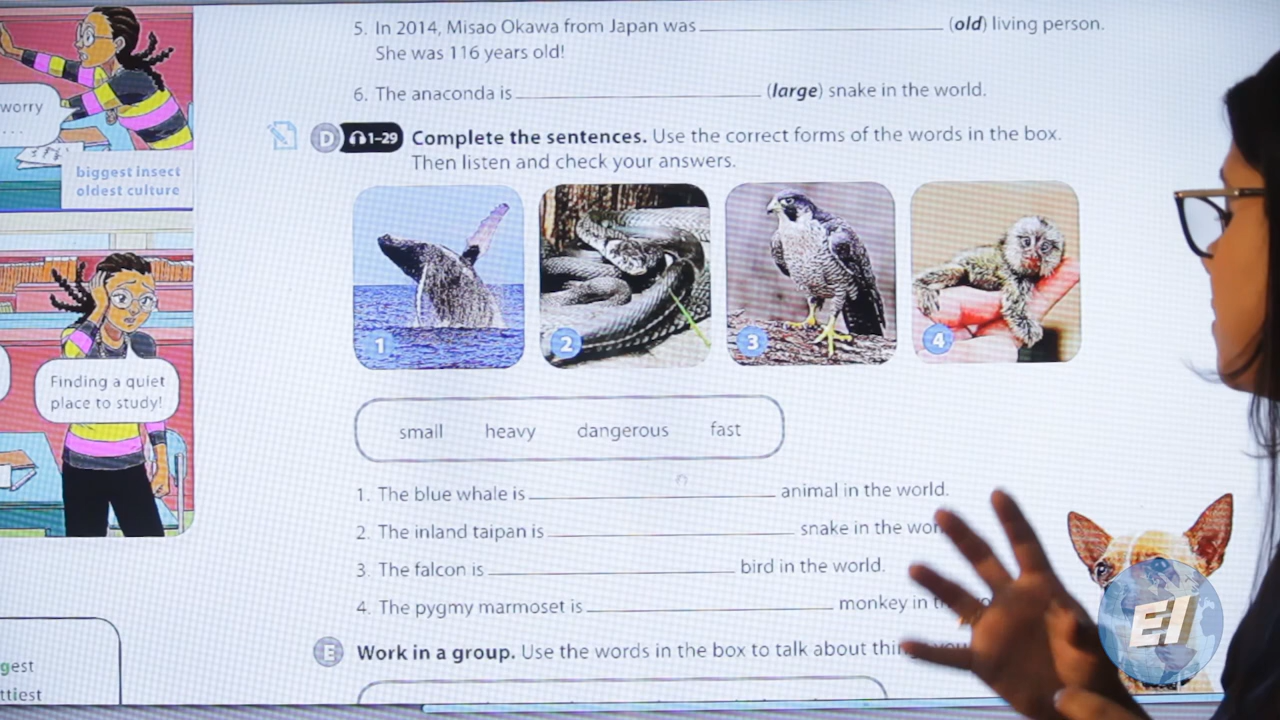 5. In 2014, Misao Okawa from Japan was ____________ (old) living person.
She was 116 years old!
6. The anaconda is ____________ (large) snake in the world.
D 1–29 Complete the sentences. Use the correct forms of the words in the box.
Then listen and check your answers.
worry
....
biggest insect
oldest culture
1 2 3 4
Finding a quiet
place to study!
small heavy dangerous fast
1. The blue whale is ____________ animal in the world.
2. The inland taipan is ____________ snake in the wor
3. The falcon is ____________ bird in the world.
4. The pygmy marmoset is ____________ monkey in
E Work in a group. Use the words in the box to talk about thin
gest
ttiest
EI